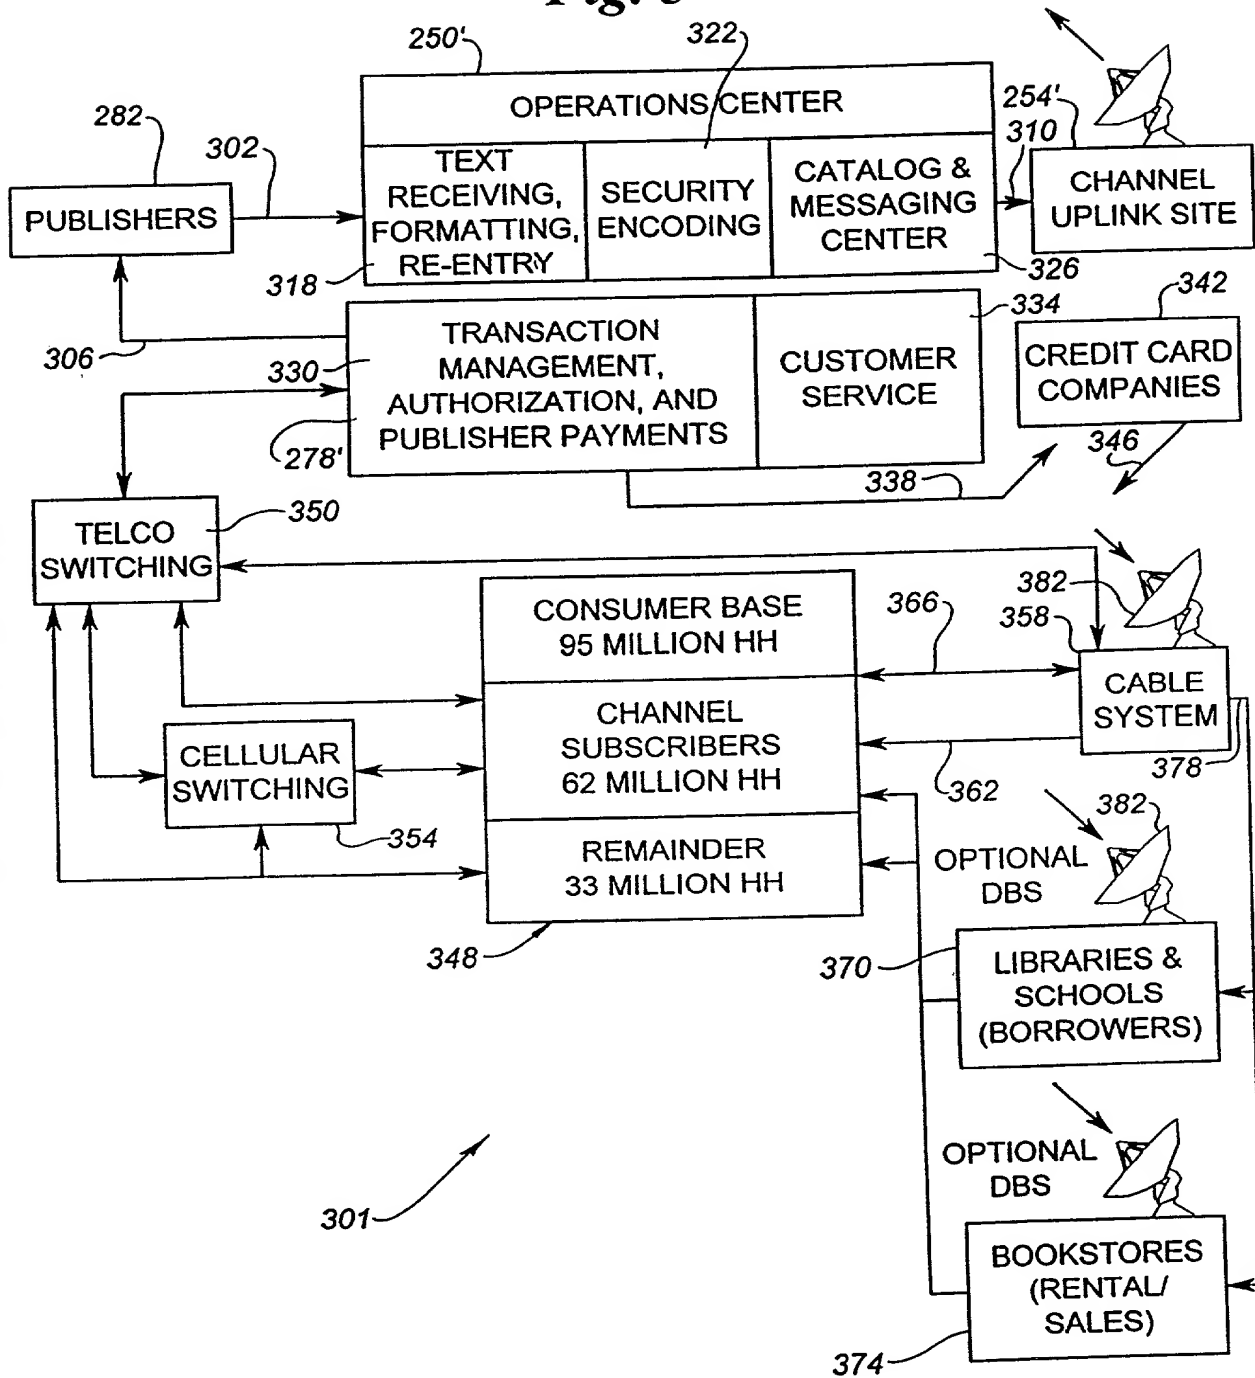 250'
322
OPERATIONS CENTER
254'
282
302
310
TEXT
RECEIVING,
FORMATTING,
RE-ENTRY
SECURITY
ENCODING
CATALOG &
MESSAGING
CENTER
CHANNEL
UPLINK SITE
PUBLISHERS
318
326
334
342
306
330
TRANSACTION
MANAGEMENT,
AUTHORIZATION, AND
PUBLISHER PAYMENTS
CUSTOMER
SERVICE
CREDIT CARD
COMPANIES
278'
338
346
350
TELCO
SWITCHING
CONSUMER BASE
95 MILLION HH
366
382
358
CHANNEL
SUBSCRIBERS
62 MILLION HH
CABLE
SYSTEM
CELLULAR
SWITCHING
362
378
354
382
REMAINDER
33 MILLION HH
OPTIONAL
DBS
348
370
LIBRARIES &
SCHOOLS
(BORROWERS)
OPTIONAL
DBS
301
BOOKSTORES
(RENTAL/
SALES)
374